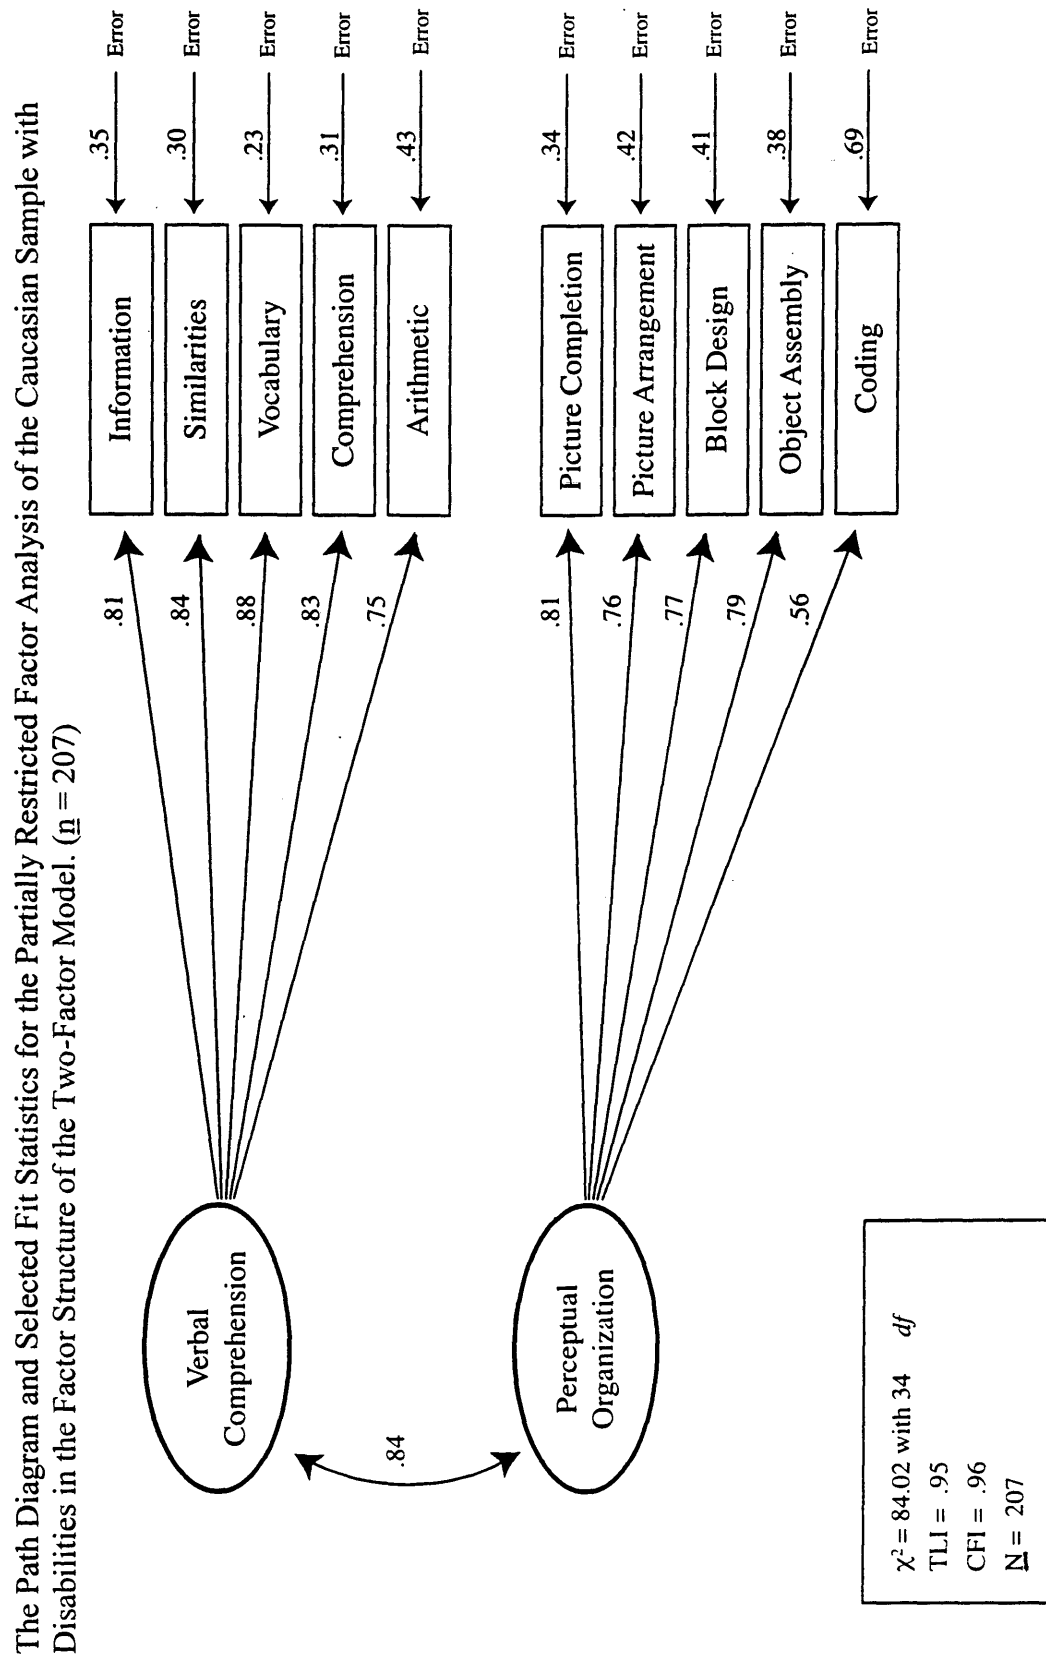 The Path Diagram and Selected Fit Statistics for the Partially Restricted Factor Analysis of the Caucasian Sample with
Disabilities in the Factor Structure of the Two-Factor Model. (n = 207)
Verbal
Comprehension
.84
Perceptual
Organization
.81
Information
.35
Error
.84
Similarities
.30
Error
.88
Vocabulary
.23
Error
.83
Comprehension
.31
Error
.75
Arithmetic
.43
Error
.81
Picture Completion
.34
Error
.76
Picture Arrangement
.42
Error
.77
Block Design
.41
Error
.79
Object Assembly
.38
Error
.56
Coding
.69
Error
χ² = 84.02 with 34 df
TLI = .95
CFI = .96
N = 207